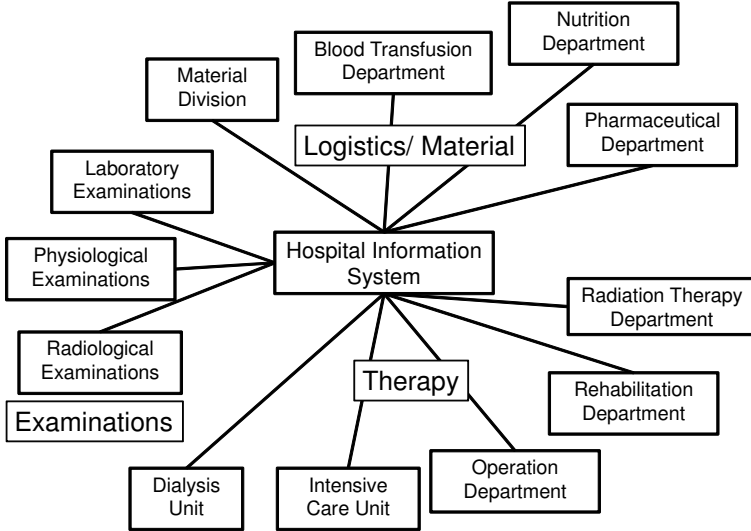 Nutrition
Department
Blood Transfusion
Department
Material
Division
Pharmaceutical
Department
Logistics/ Material
Laboratory
Examinations
Physiological
Examinations
Hospital Information
System
Radiation Therapy
Department
Radiological
Examinations
Therapy
Rehabilitation
Department
Examinations
Dialysis
Unit
Intensive
Care Unit
Operation
Department